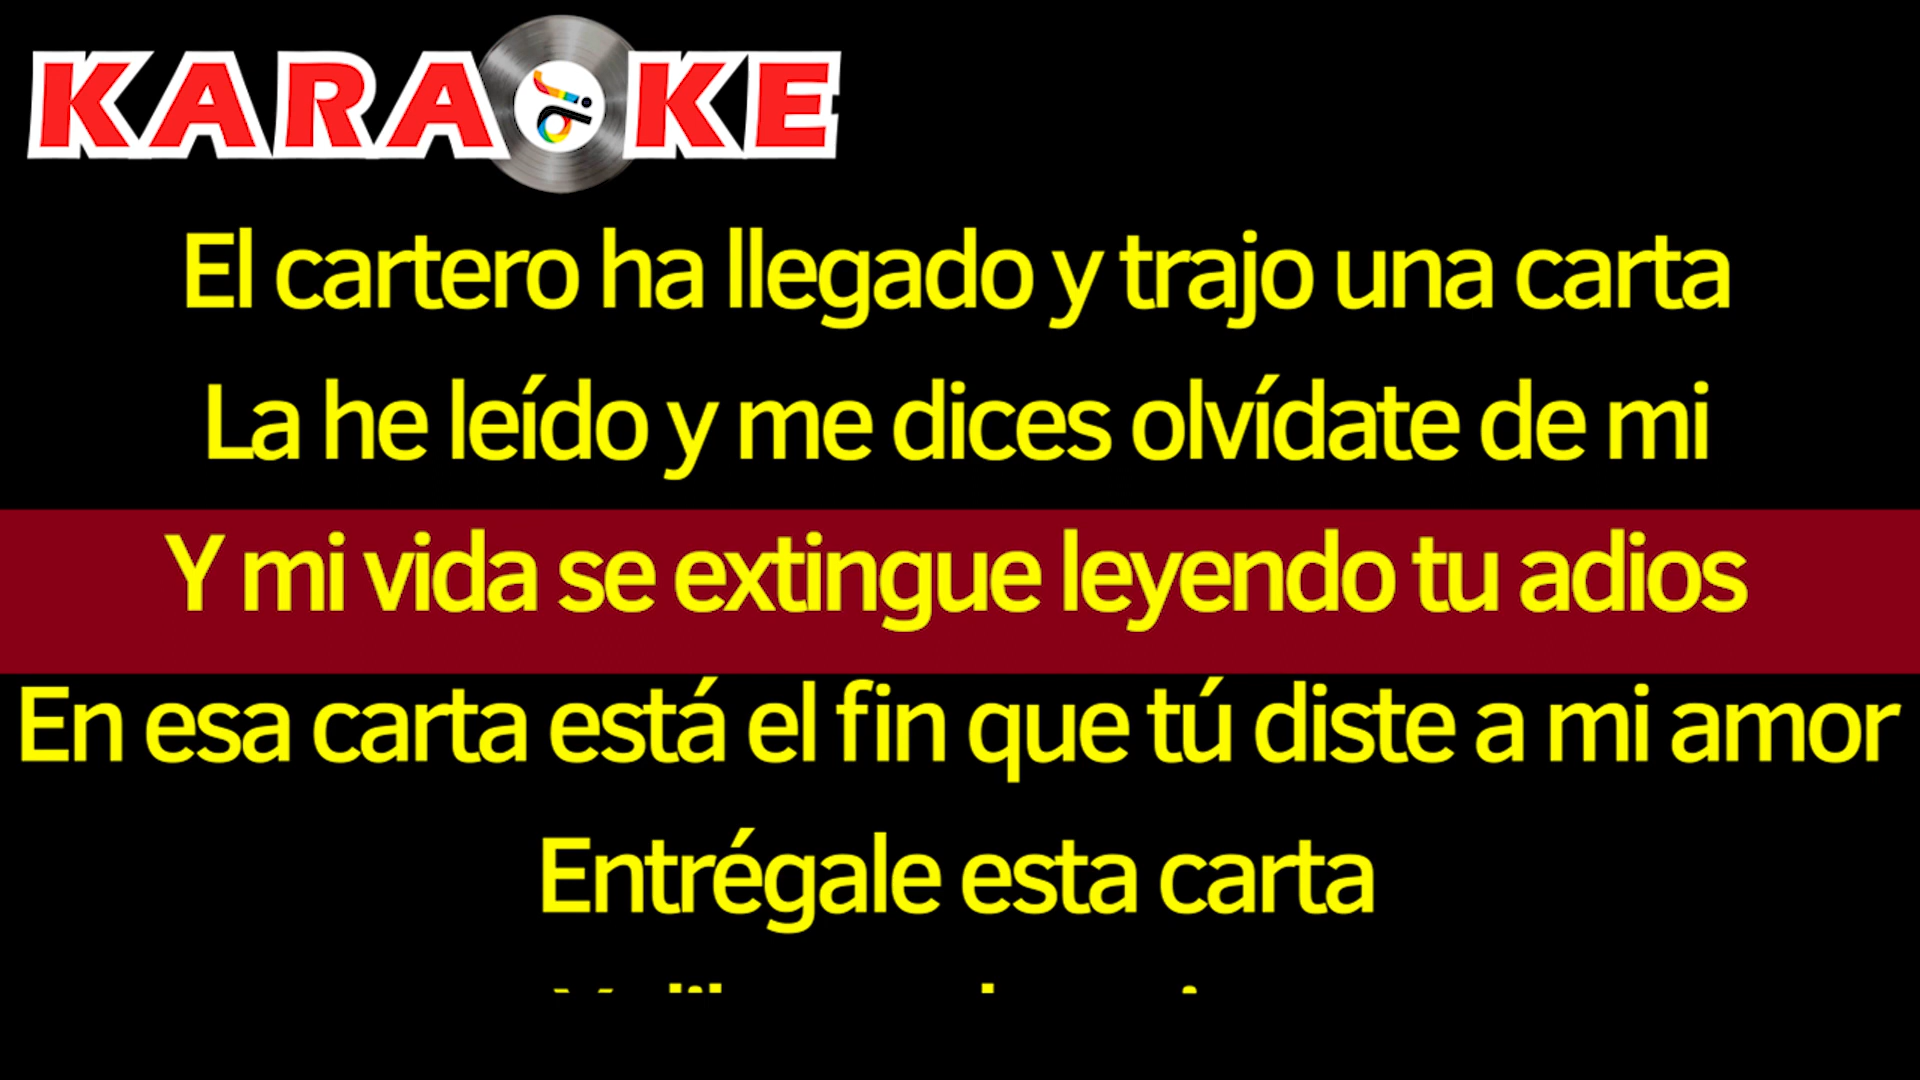 KARAOKE
El cartero ha llegado y trajo una carta
La he leído y me dices olvídate de mi
Y mi vida se extingue leyendo tu adios
En esa carta está el fin que tú diste a mi amor
Entrégale esta carta